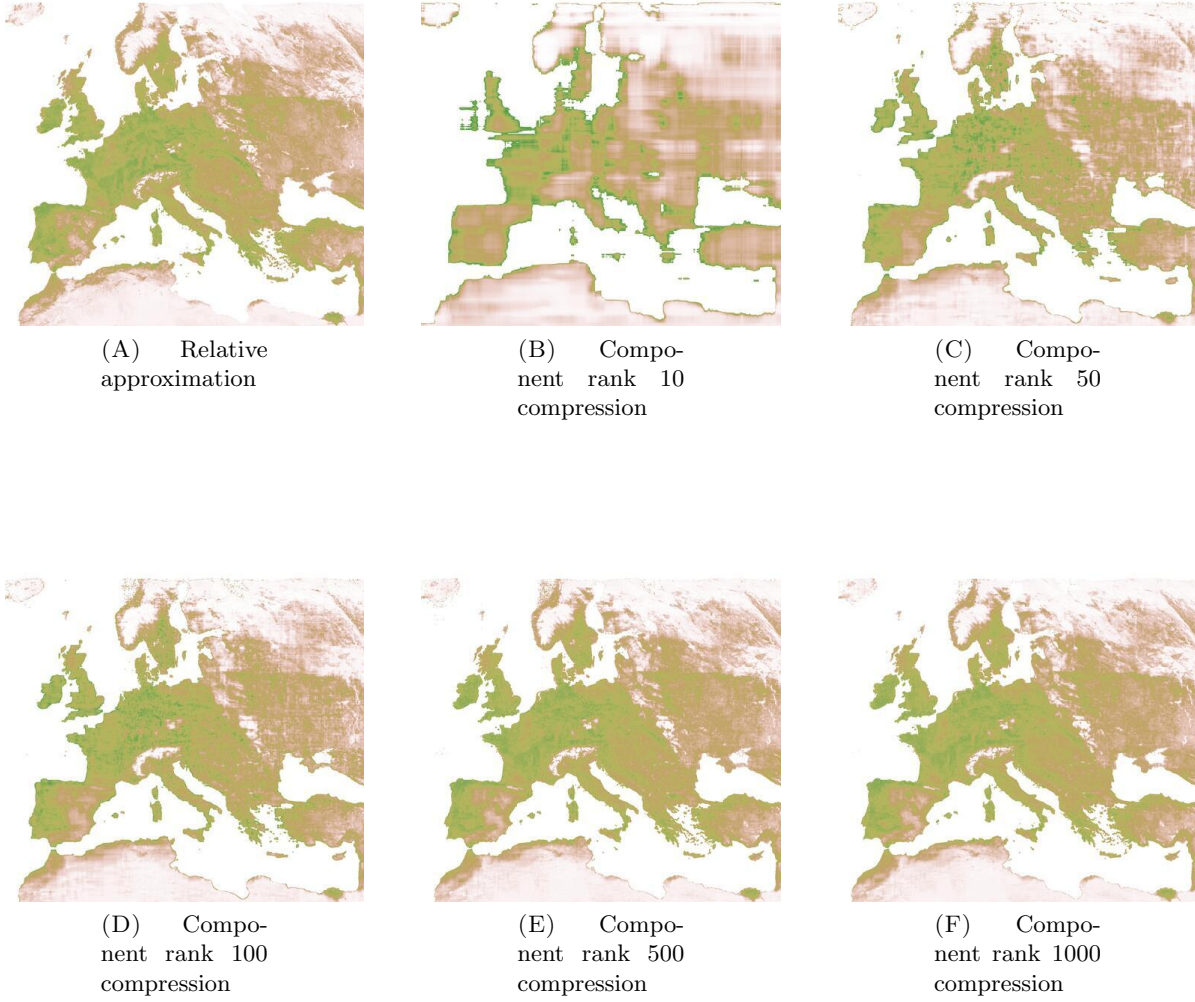 (A) Relative
approximation
(B) Compo-
nent rank 10
compression
(C) Compo-
nent rank 50
compression
(D) Compo-
nent rank 100
compression
(E) Compo-
nent rank 500
compression
(F) Compo-
nent rank 1000
compression